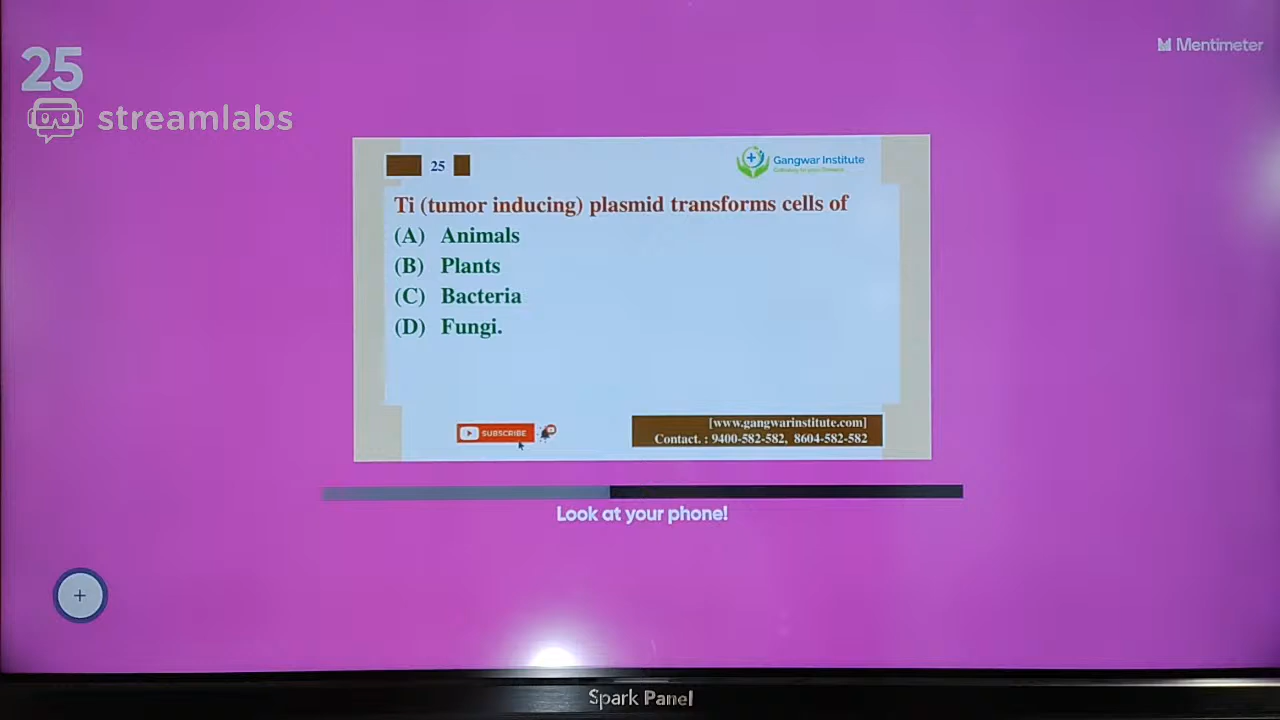 25
Mentimeter
streamlabs
25
Gangwar Institute
Ti (tumor inducing) plasmid transforms cells of
(A) Animals
(B) Plants
(C) Bacteria
(D) Fungi.
SUBSCRIBE
[www.gangwarinstitute.com]
Contact. : 9400-582-582, 8604-582-582
Look at your phone!
+
Spark Panel